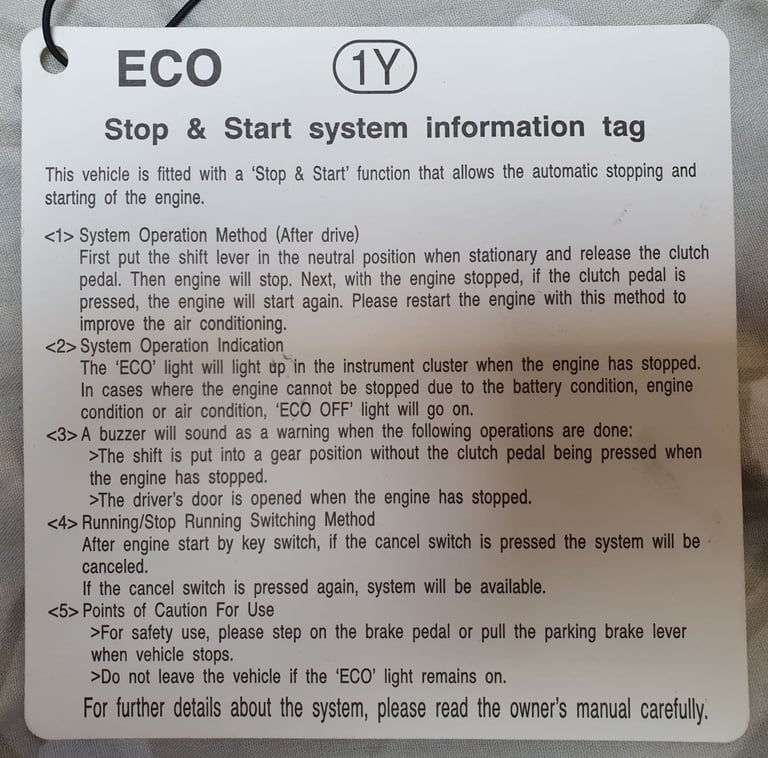 ECO 1Y
Stop & Start system information tag
This vehicle is fitted with a ‘Stop & Start’ function that allows the automatic stopping and
starting of the engine.
<1> System Operation Method (After drive)
First put the shift lever in the neutral position when stationary and release the clutch
pedal. Then engine will stop. Next, with the engine stopped, if the clutch pedal is
pressed, the engine will start again. Please restart the engine with this method to
improve the air conditioning.
<2> System Operation Indication
The ‘ECO’ light will light up in the instrument cluster when the engine has stopped.
In cases where the engine cannot be stopped due to the battery condition, engine
condition or air condition, ‘ECO OFF’ light will go on.
<3> A buzzer will sound as a warning when the following operations are done:
>The shift is put into a gear position without the clutch pedal being pressed when
the engine has stopped.
>The driver’s door is opened when the engine has stopped.
<4> Running/Stop Running Switching Method
After engine start by key switch, if the cancel switch is pressed the system will be
canceled.
If the cancel switch is pressed again, system will be available.
<5> Points of Caution For Use
>For safety use, please step on the brake pedal or pull the parking brake lever
when vehicle stops.
>Do not leave the vehicle if the ‘ECO’ light remains on.
For further details about the system, please read the owner’s manual carefully.